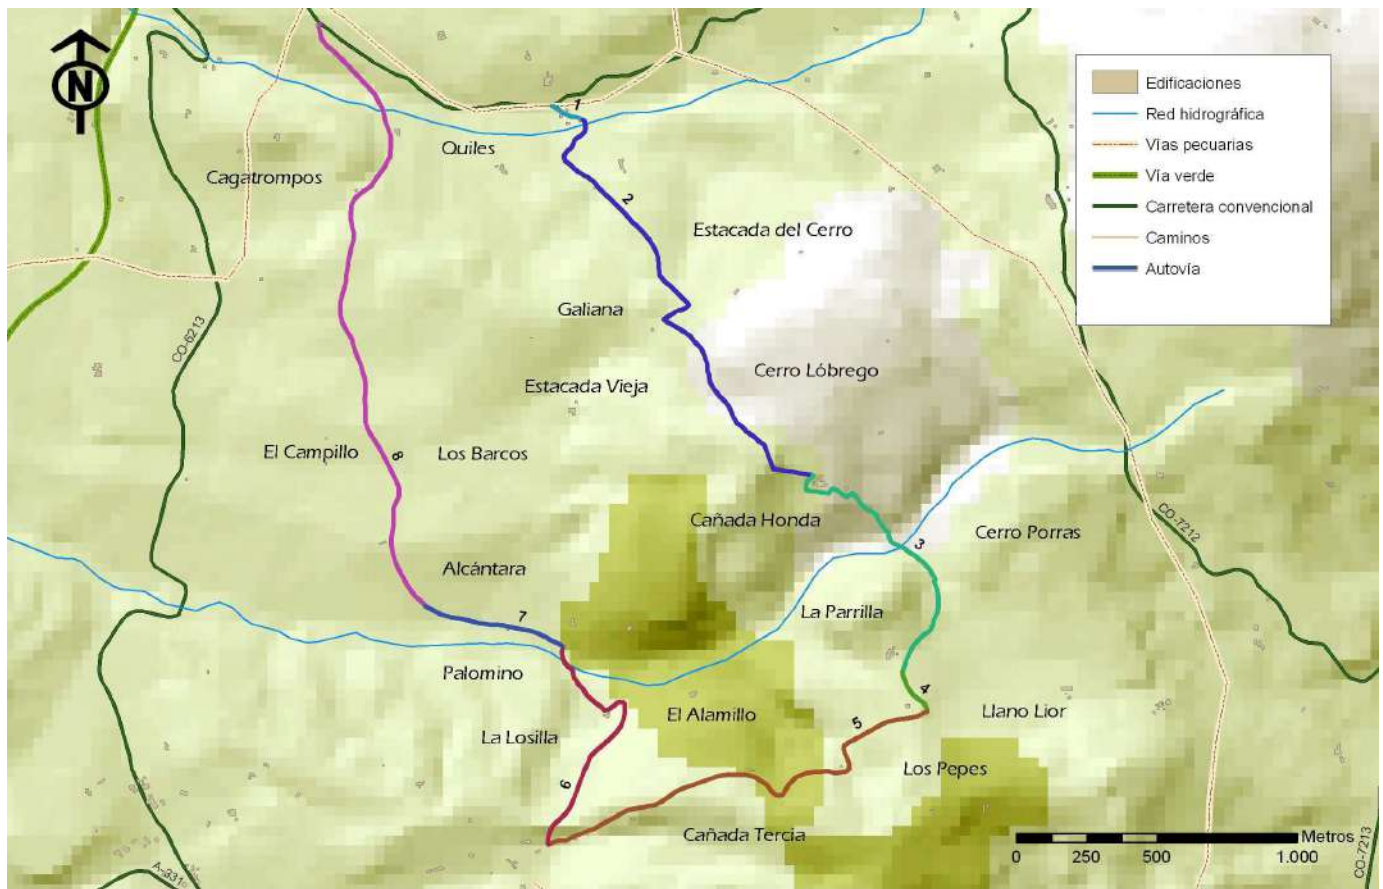 N
1
Edificaciones
Red hidrográfica
Vías pecuarias
Vía verde
Carretera convencional
Caminos
Autovía
Quiles
Cagatrompos
2
Estacada del Cerro
Galiana
CO-6213
Cerro Lóbrego
Estacada Vieja
El Campillo
8
Los Barcos
Cañada Honda
3
Cerro Porras
CO-7212
Alcántara
7
La Parrilla
Palomino
4
El Alamillo
5
Llano Lior
La Losilla
6
Los Pepes
Cañada Tercia
Metros
0 250 500 1.000
A-331
CO-7213